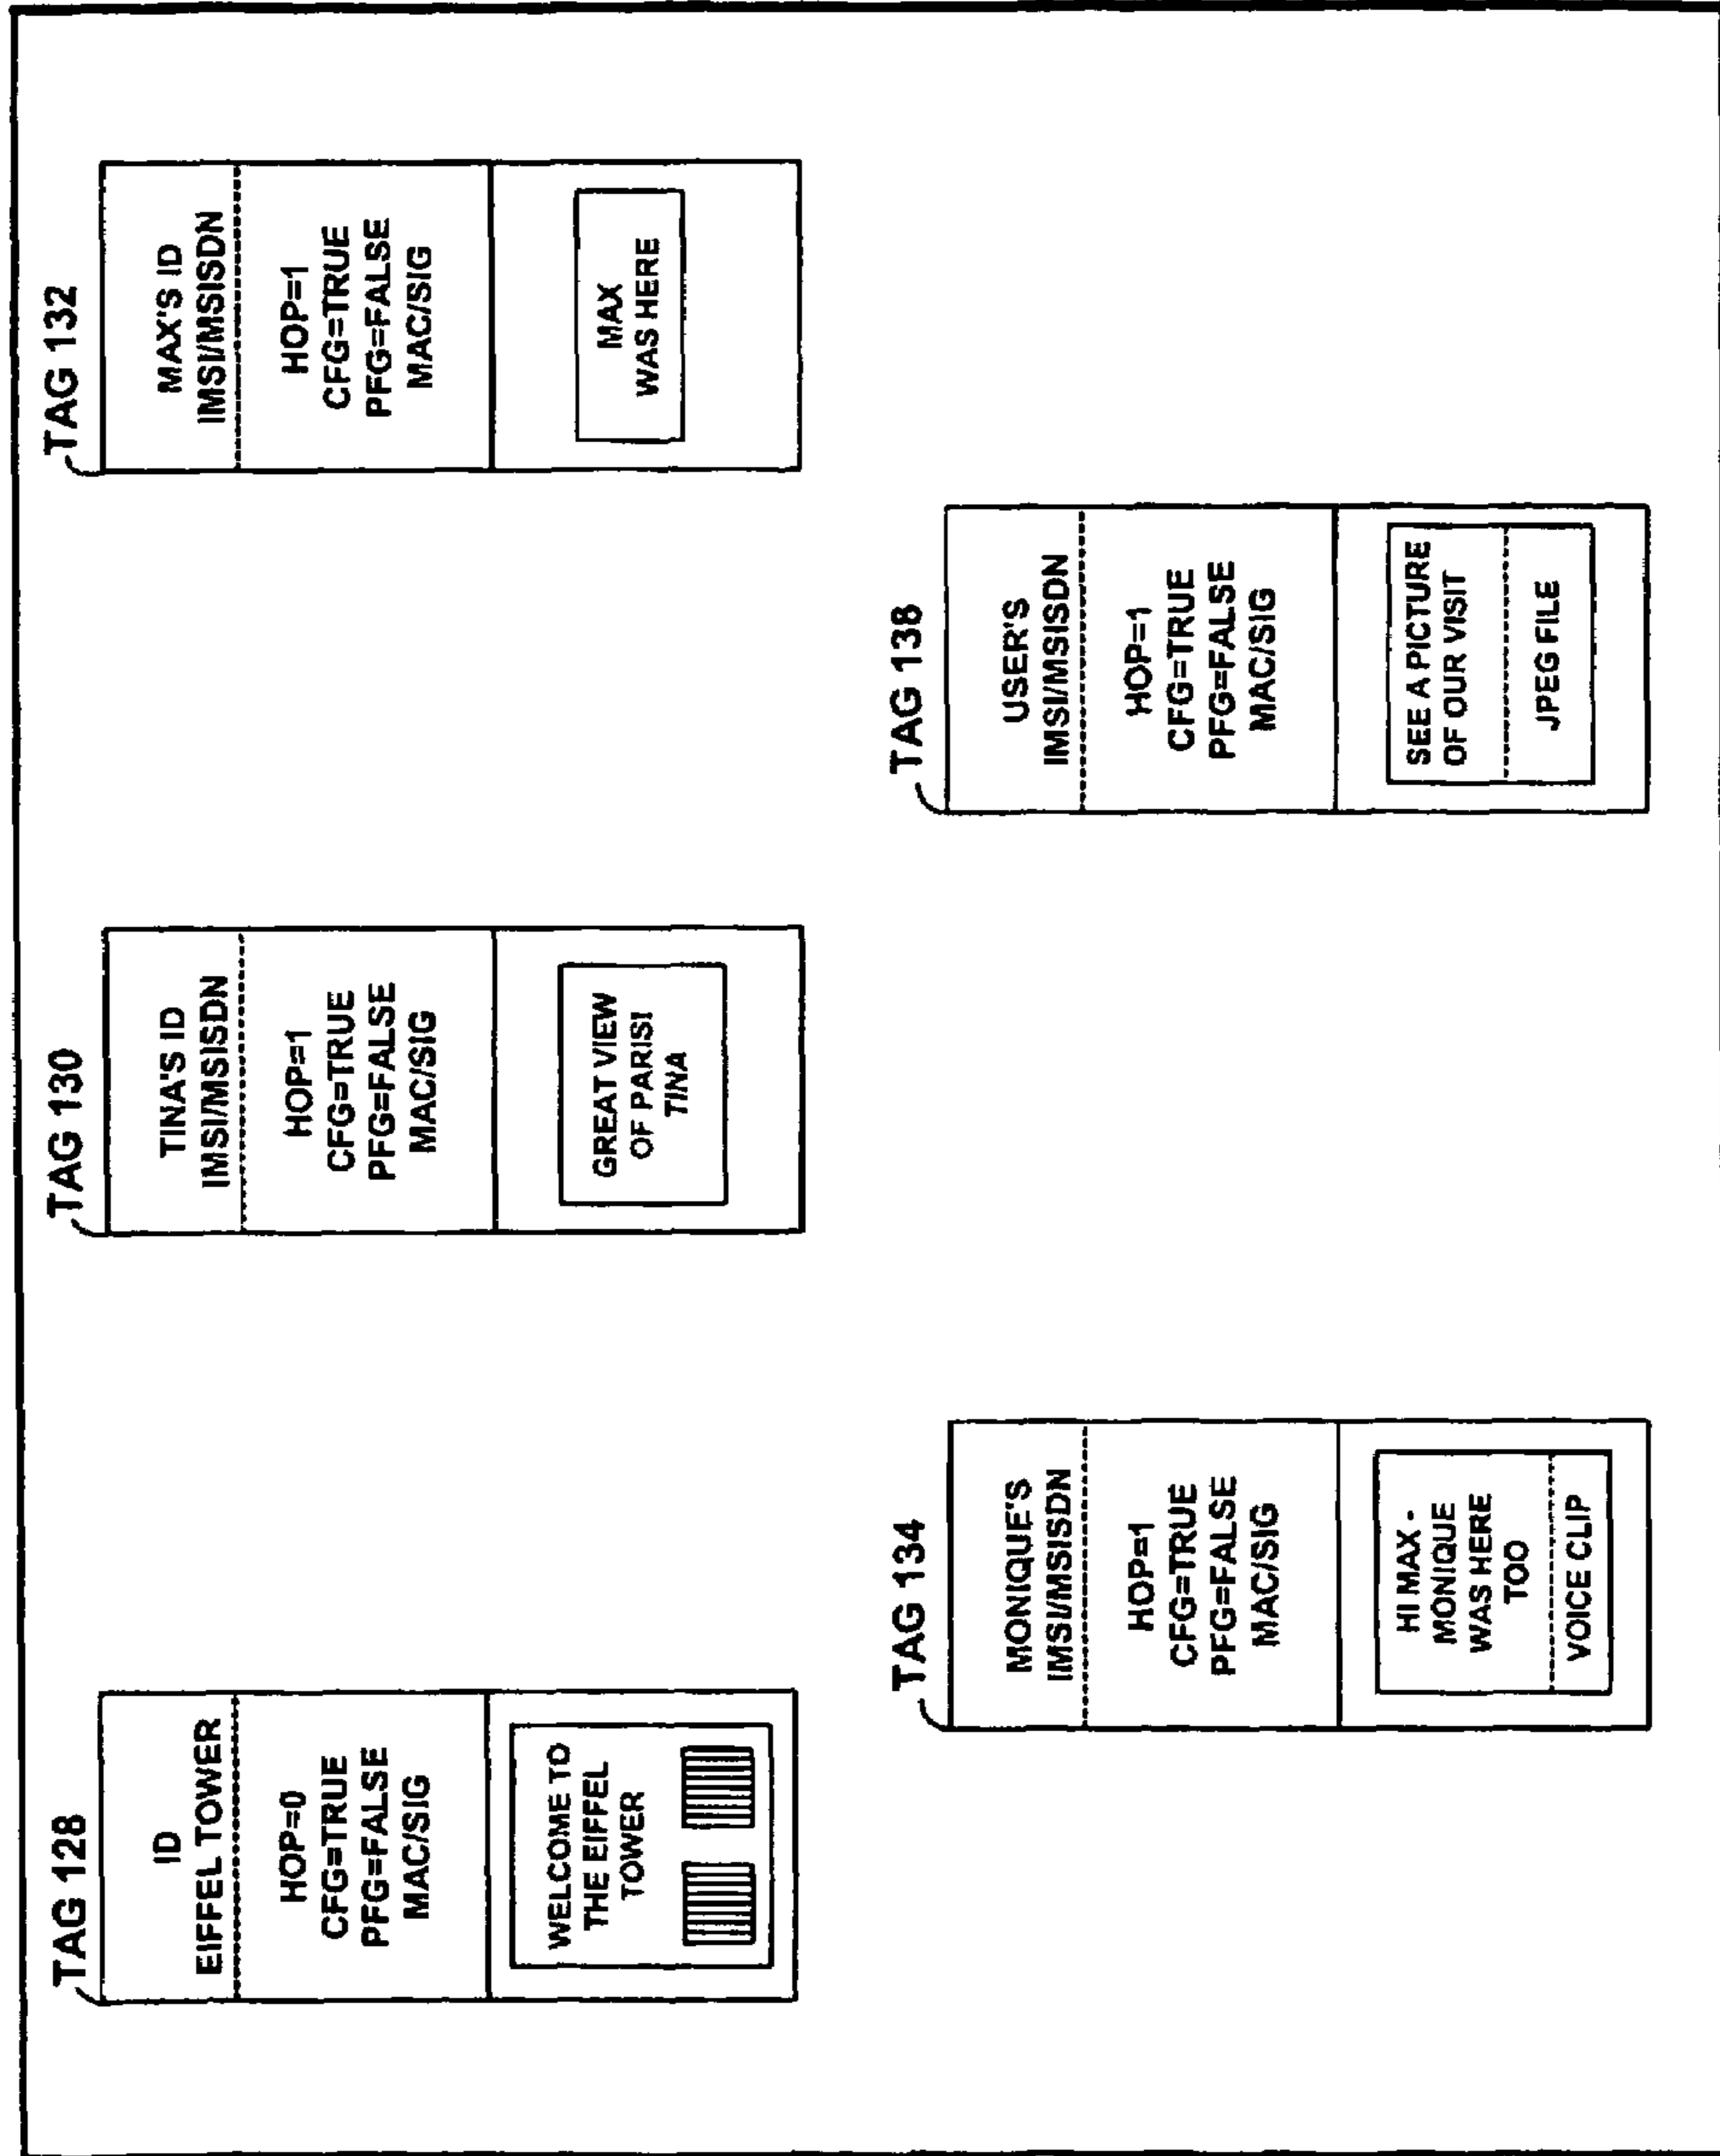 TAG 128
ID
EIFFEL TOWER
HOP=0
CFG=TRUE
PFG=FALSE
MAC/SIG
WELCOME TO
THE EIFFEL
TOWER
TAG 130
TINA'S ID
IMSI/MSISDN
HOP=1
CFG=TRUE
PFG=FALSE
MAC/SIG
GREAT VIEW
OF PARIS!
TINA
TAG 132
MAX'S ID
IMSI/MSISDN
HOP=1
CFG=TRUE
PFG=FALSE
MAC/SIG
MAX
WAS HERE
TAG 134
MONIQUE'S
IMSI/MSISDN
HOP=1
CFG=TRUE
PFG=FALSE
MAC/SIG
HI MAX -
MONIQUE
WAS HERE
TOO
VOICE CLIP
TAG 138
USER'S
IMSI/MSISDN
HOP=1
CFG=TRUE
PFG=FALSE
MAC/SIG
SEE A PICTURE
OF OUR VISIT
JPEG FILE